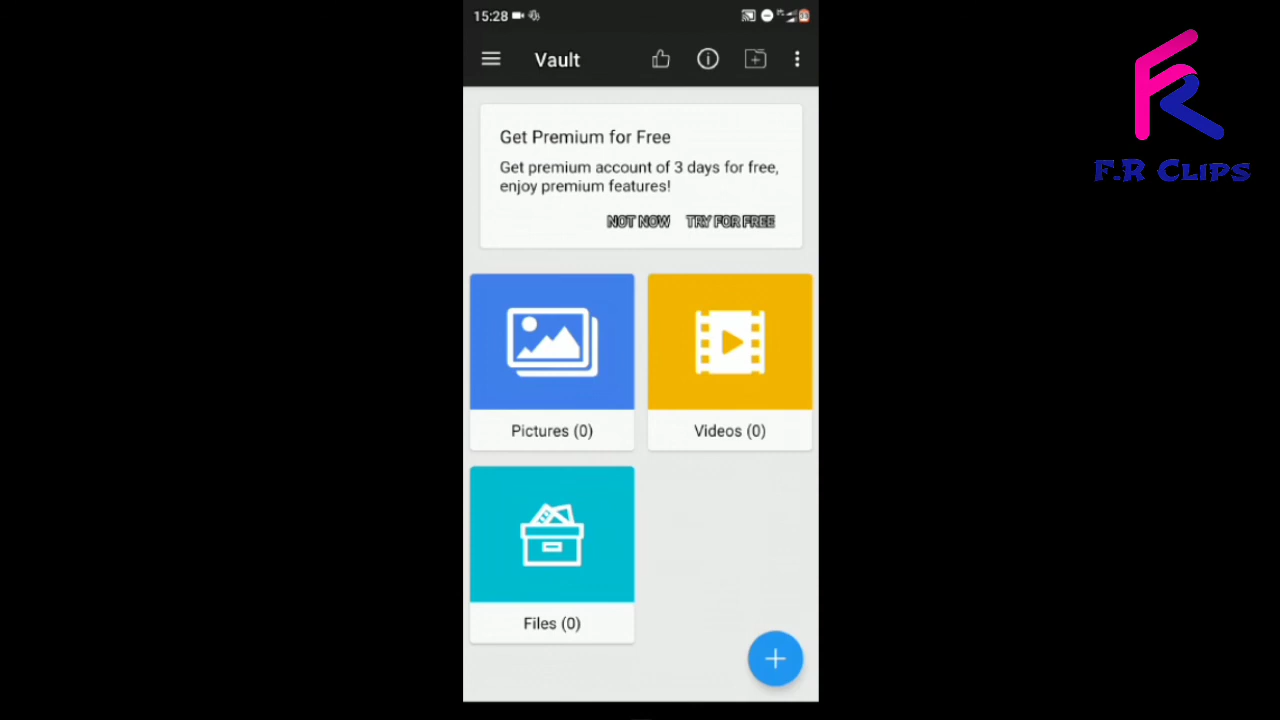 15:28
Vault
F.R CLIPS
Get Premium for Free
Get premium account of 3 days for free,
enjoy premium features!
NOT NOW TRY FOR FREE
Pictures (0)
Videos (0)
Files (0)